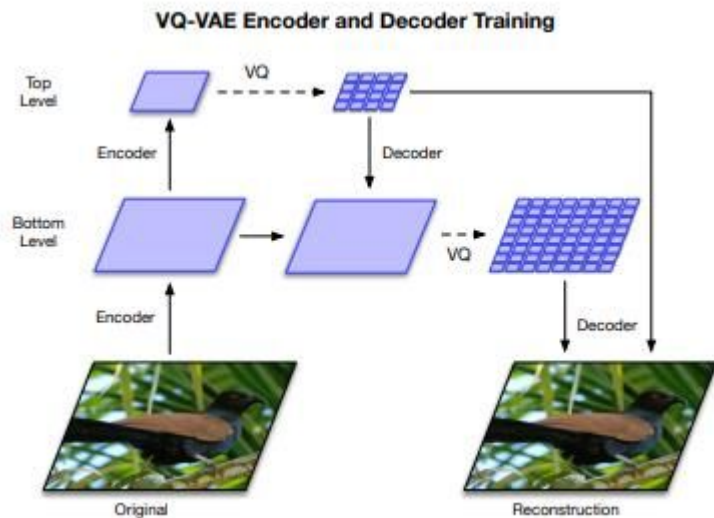 VQ-VAE Encoder and Decoder Training
Top
Level
VQ
Encoder
Decoder
Bottom
Level
VQ
Encoder
Decoder
Original
Reconstruction